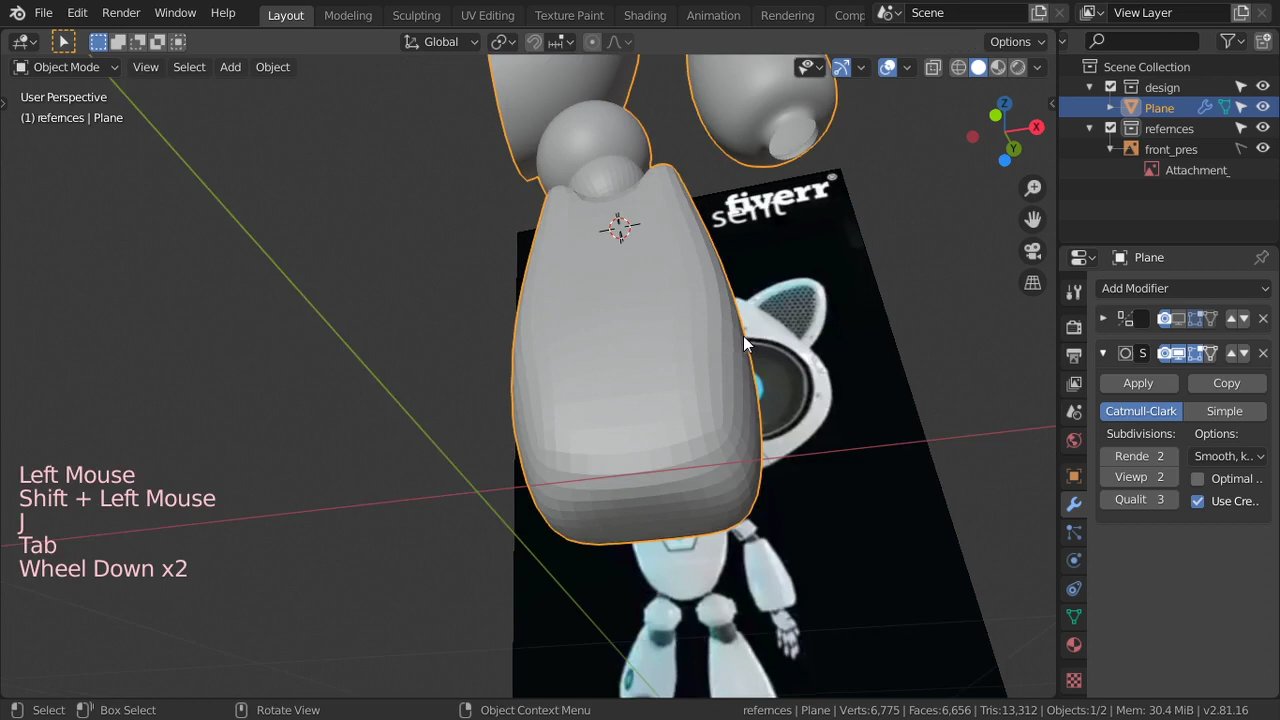 File Edit Render Window Help Layout Modeling Sculpting UV Editing Texture Paint Shading Animation Rendering Comp Scene View Layer
Global Options
Object Mode View Select Add Object
User Perspective
(1) refernces | Plane
Z
X
Y
fiverr®
Left Mouse
Shift + Left Mouse
J
Tab
Wheel Down x2
Scene Collection
design
Plane
refernces
front_pres
Attachment_
Plane
Add Modifier
S
Apply Copy
Catmull-Clark Simple
Subdivisions: Options:
Rende 2 Smooth, k..
Viewp 2 Optimal ..
Qualit 3 Use Cre..
Select Box Select Rotate View Object Context Menu refernces | Plane | Verts:6,775 | Faces:6,656 | Tris:13,312 | Objects:1/2 | Mem: 30.4 MiB | v2.81.16